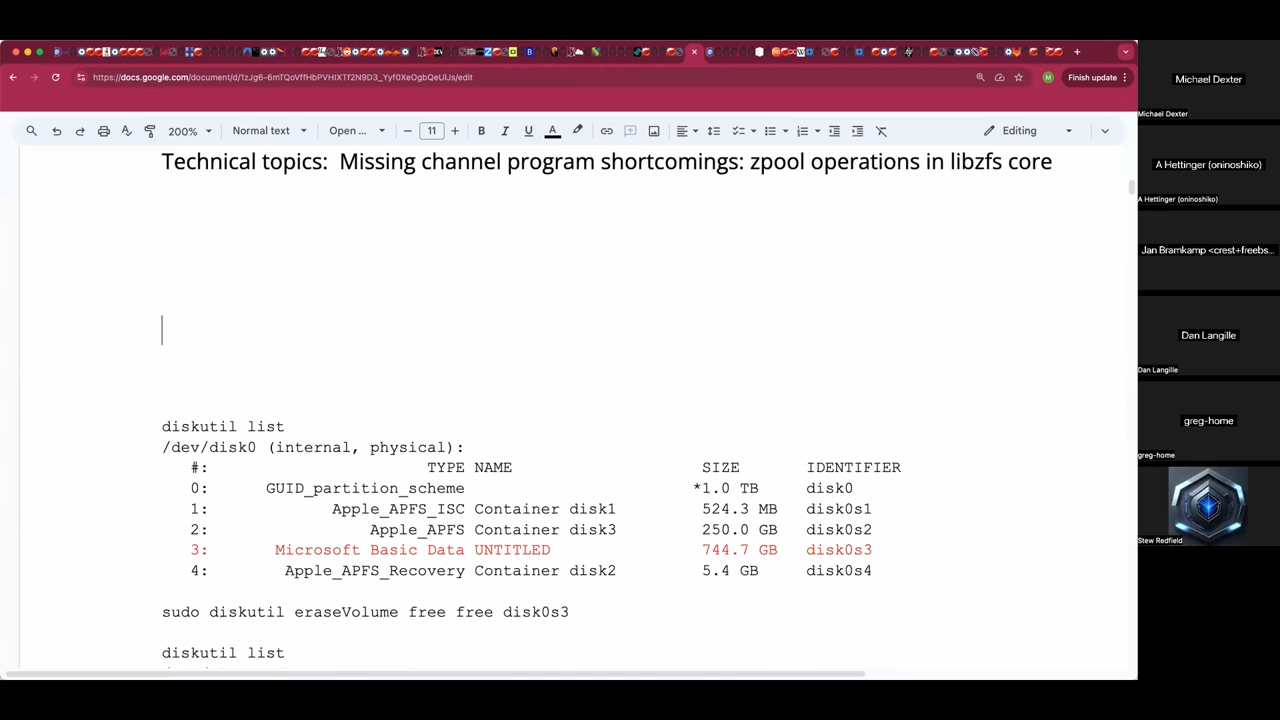 https://docs.google.com/document/d/1zJg6-6mTQoVffHbPVHIXTf2N9D3_Yyf0XeOgbQeUIJs/edit
M
Finish update
200%
Normal text
Open ...
11
B
I
U
A
Editing
Technical topics:  Missing channel program shortcomings: zpool operations in libzfs core
diskutil list
/dev/disk0 (internal, physical):
#: TYPE NAME SIZE IDENTIFIER
0: GUID_partition_scheme *1.0 TB disk0
1: Apple_APFS_ISC Container disk1 524.3 MB disk0s1
2: Apple_APFS Container disk3 250.0 GB disk0s2
3: Microsoft Basic Data UNTITLED 744.7 GB disk0s3
4: Apple_APFS_Recovery Container disk2 5.4 GB disk0s4
sudo diskutil eraseVolume free free disk0s3
diskutil list
Michael Dexter
Michael Dexter
A Hettinger (oninoshiko)
A Hettinger (oninoshiko)
Jan Bramkamp <crest+freebs...
Dan Langille
Dan Langille
greg-home
greg-home
Stew Redfield